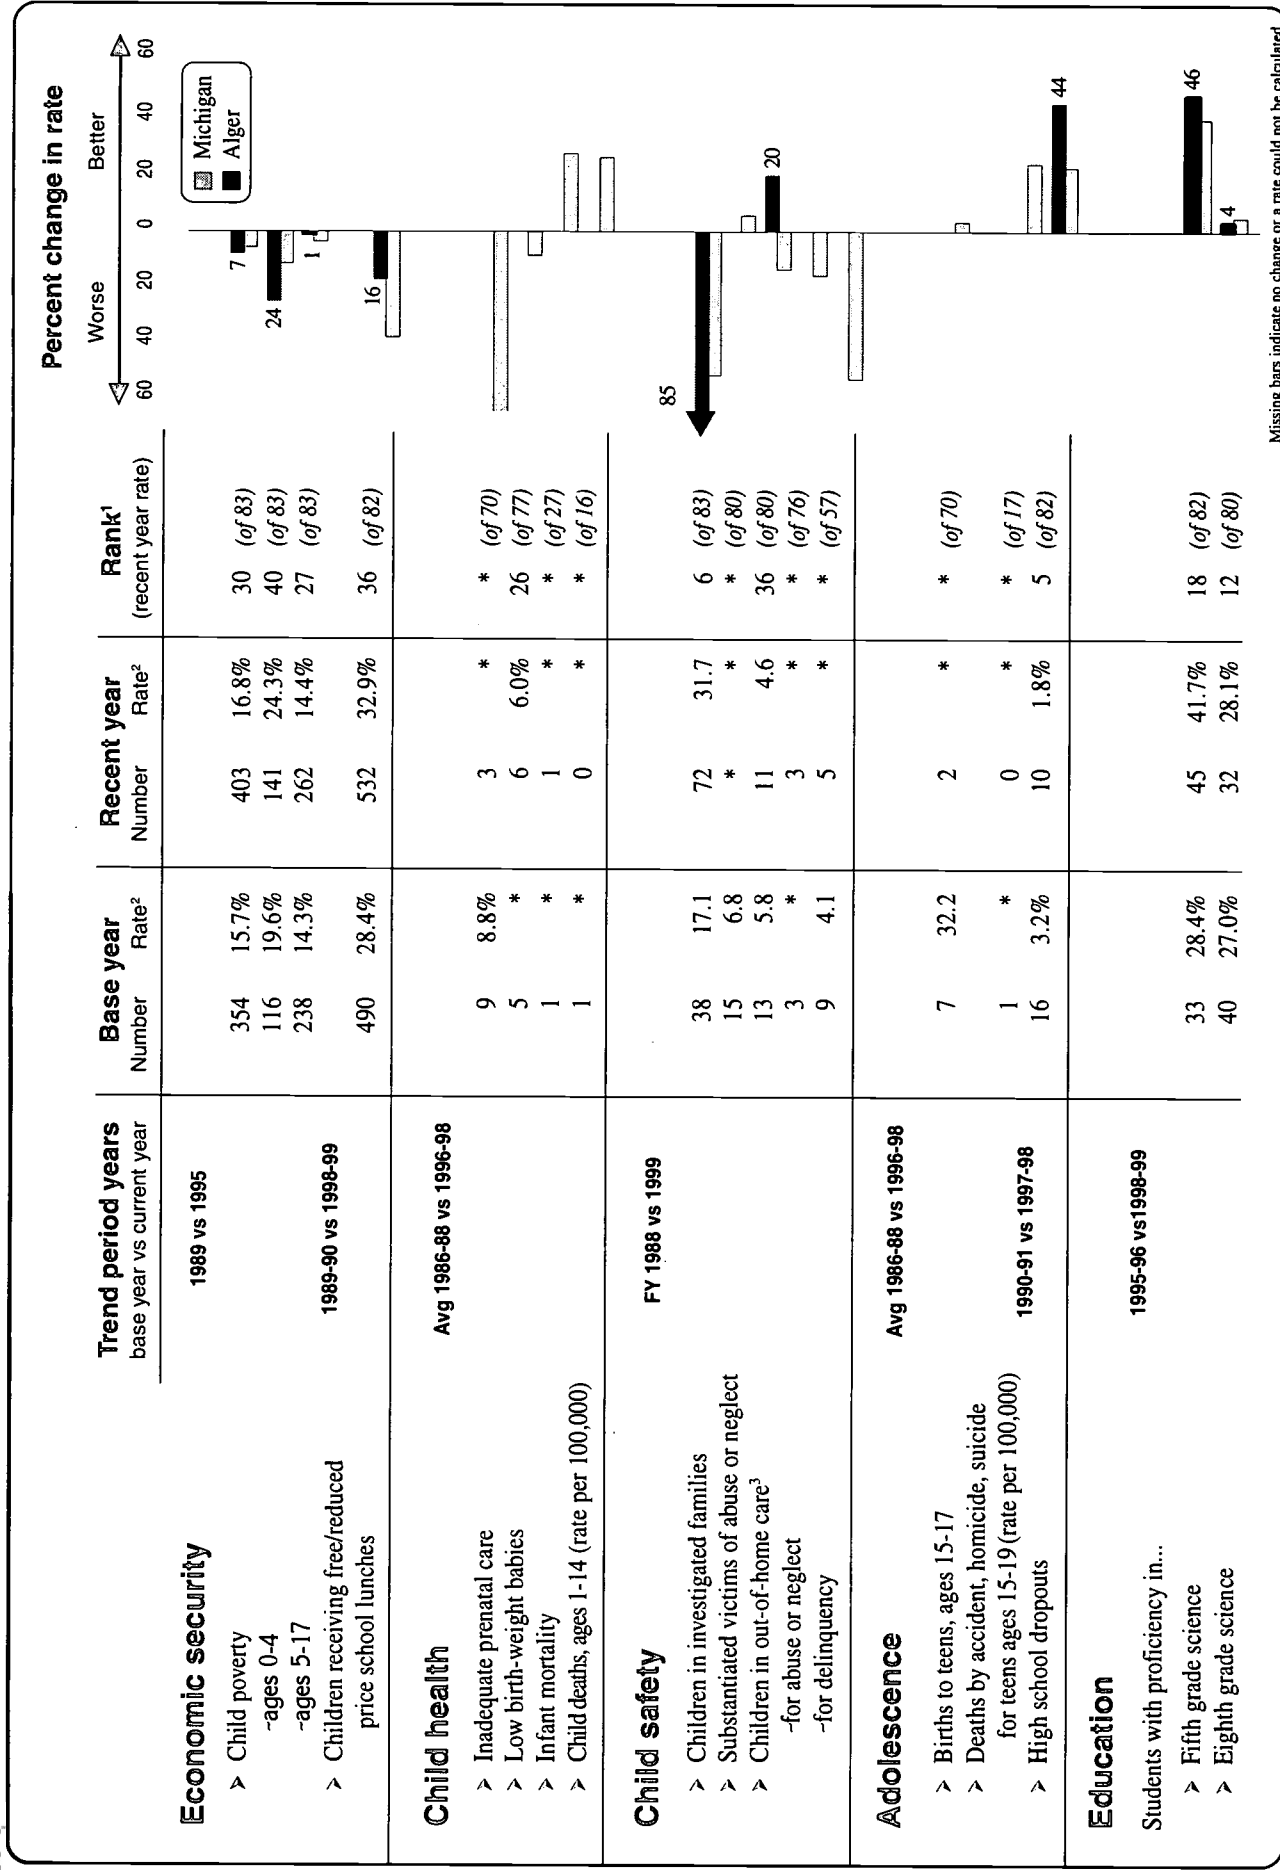 Percent change in rate
Worse Better
60 40 20 0 20 40 60
Michigan
Alger
Trend period years Base year Recent year Rank¹
base year vs current year Number Rate² Number Rate² (recent year rate)
Economic security 1989 vs 1995
➢ Child poverty 354 15.7% 403 16.8% 30 (of 83) 7
-ages 0-4 116 19.6% 141 24.3% 40 (of 83) 24
-ages 5-17 238 14.3% 262 14.4% 27 (of 83) 1
➢ Children receiving free/reduced 1989-90 vs 1998-99
price school lunches 490 28.4% 532 32.9% 36 (of 82) 16
Child health Avg 1986-88 vs 1996-98
➢ Inadequate prenatal care 9 8.8% 3 * * (of 70)
➢ Low birth-weight babies 5 * 6 6.0% 26 (of 77)
➢ Infant mortality 1 * 1 * * (of 27)
➢ Child deaths, ages 1-14 (rate per 100,000) 1 * 0 * * (of 16)
Child safety FY 1988 vs 1999
➢ Children in investigated families 38 17.1 72 31.7 6 (of 83) 85
➢ Substantiated victims of abuse or neglect 15 6.8 * * * (of 80)
➢ Children in out-of-home care³ 13 5.8 11 4.6 36 (of 80) 20
-for abuse or neglect 3 * 3 * * (of 76)
-for delinquency 9 4.1 5 * * (of 57)
Adolescence Avg 1986-88 vs 1996-98
➢ Births to teens, ages 15-17 7 32.2 2 * * (of 70)
➢ Deaths by accident, homicide, suicide
for teens ages 15-19 (rate per 100,000) 1990-91 vs 1997-98 1 * 0 * * (of 17)
➢ High school dropouts 16 3.2% 10 1.8% 5 (of 82) 44
Education 1995-96 vs1998-99
Students with proficiency in...
➢ Fifth grade science 33 28.4% 45 41.7% 18 (of 82) 46
➢ Eighth grade science 40 27.0% 32 28.1% 12 (of 80) 4
Missing bars indicate no change or a rate could not be calculated